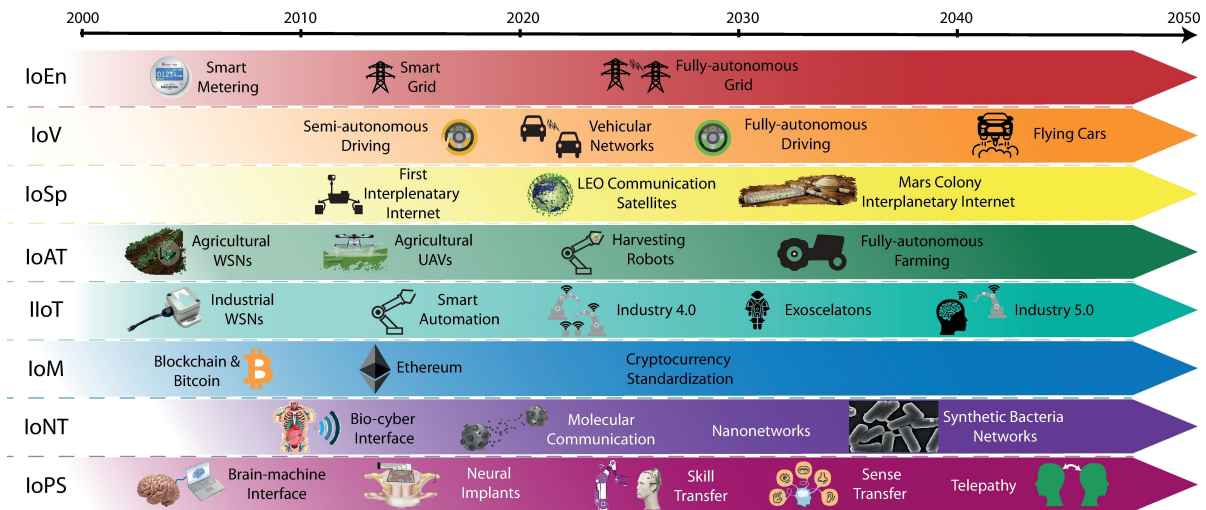 2000 2010 2020 2030 2040 2050
IoEn
Smart
Metering
Smart
Grid
Fully-autonomous
Grid
IoV
Semi-autonomous
Driving
Vehicular
Networks
Fully-autonomous
Driving
Flying Cars
IoSp
First
Interplenatary
Internet
LEO Communication
Satellites
Mars Colony
Interplanetary Internet
IoAT
Agricultural
WSNs
Agricultural
UAVs
Harvesting
Robots
Fully-autonomous
Farming
IIoT
Industrial
WSNs
Smart
Automation
Industry 4.0
Exoscelatons
Industry 5.0
IoM
Blockchain &
Bitcoin
Ethereum
Cryptocurrency
Standardization
IoNT
Bio-cyber
Interface
Molecular
Communication
Nanonetworks
Synthetic Bacteria
Networks
IoPS
Brain-machine
Interface
Neural
Implants
Skill
Transfer
Sense
Transfer
Telepathy